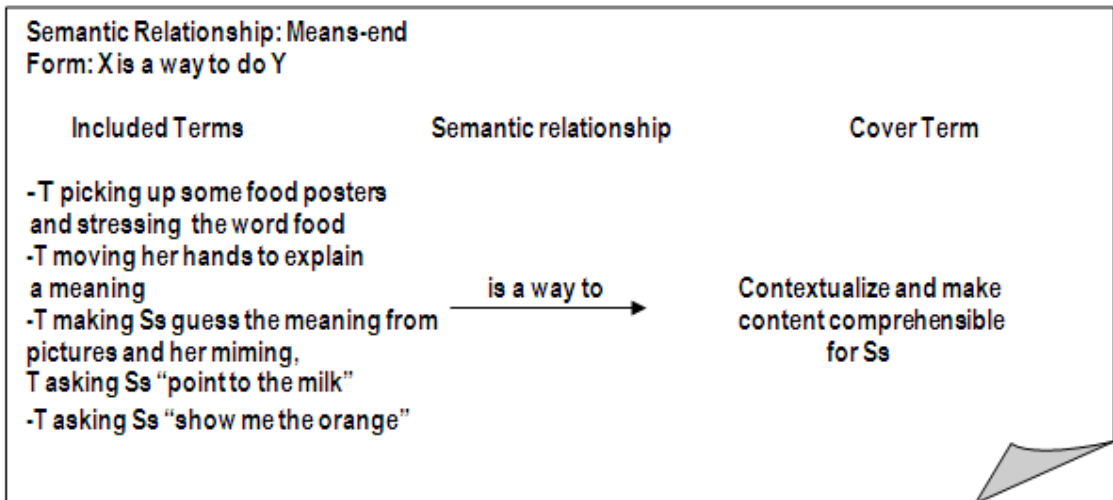 Semantic Relationship: Means-end
Form: X is a way to do Y
Included Terms Semantic relationship Cover Term
-T picking up some food posters
and stressing the word food
-T moving her hands to explain
a meaning
-T making Ss guess the meaning from
pictures and her miming,
T asking Ss “point to the milk”
-T asking Ss “show me the orange”
is a way to
Contextualize and make
content comprehensible
for Ss